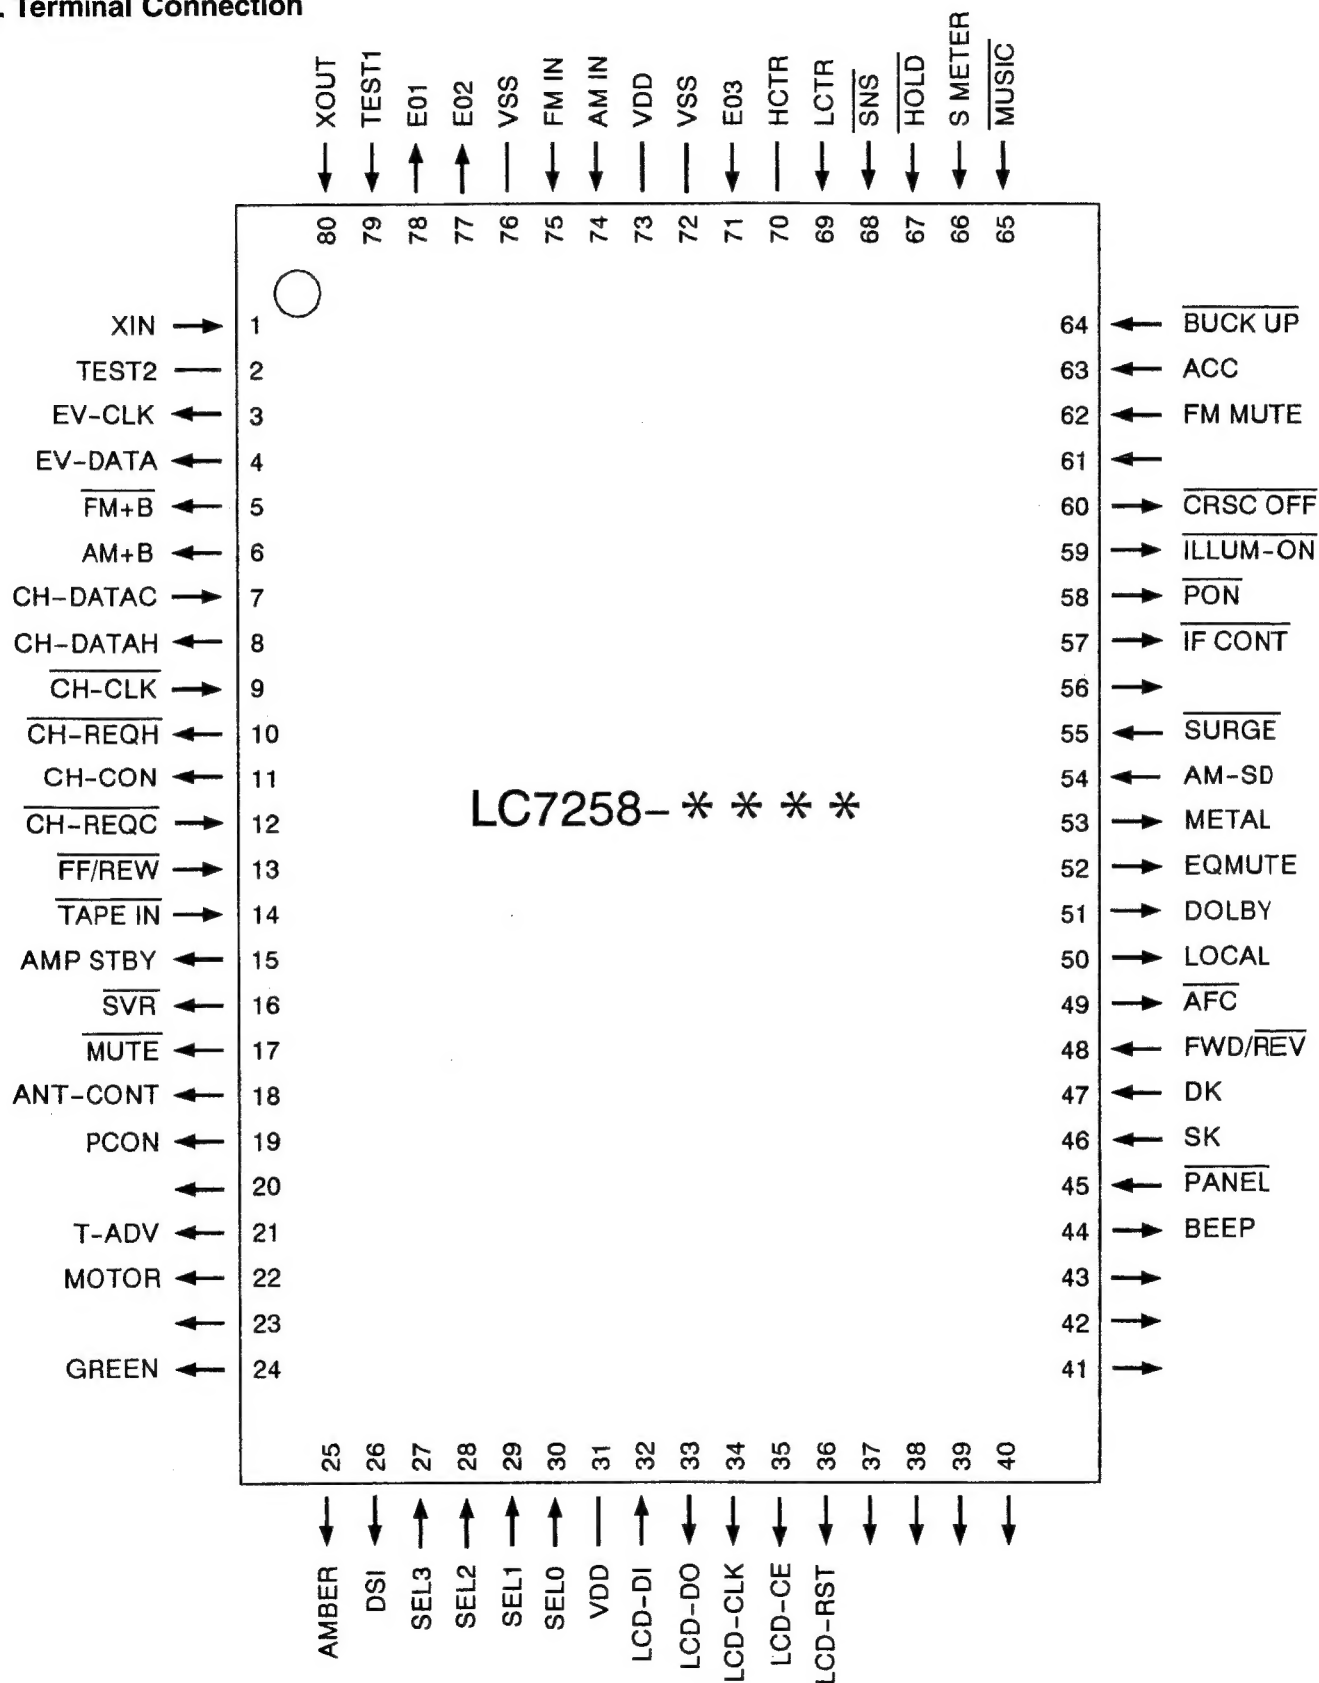 . Terminal Connection
XOUT
TEST1
E01
E02
VSS
FM IN
AM IN
VDD
VSS
E03
HCTR
LCTR
SNS
HOLD
S METER
MUSIC
80
79
78
77
76
75
74
73
72
71
70
69
68
67
66
65
XIN 1
TEST2 2
EV-CLK 3
EV-DATA 4
FM+B 5
AM+B 6
CH-DATAC 7
CH-DATAH 8
CH-CLK 9
CH-REQH 10
CH-CON 11
CH-REQC 12
FF/REW 13
TAPE IN 14
AMP STBY 15
SVR 16
MUTE 17
ANT-CONT 18
PCON 19
20
T-ADV 21
MOTOR 22
23
GREEN 24
LC7258-****
64 BUCK UP
63 ACC
62 FM MUTE
61
60 CRSC OFF
59 ILLUM-ON
58 PON
57 IF CONT
56
55 SURGE
54 AM-SD
53 METAL
52 EQMUTE
51 DOLBY
50 LOCAL
49 AFC
48 FWD/REV
47 DK
46 SK
45 PANEL
44 BEEP
43
42
41
25
26
27
28
29
30
31
32
33
34
35
36
37
38
39
40
AMBER
DSI
SEL3
SEL2
SEL1
SEL0
VDD
LCD-DI
LCD-DO
LCD-CLK
LCD-CE
LCD-RST